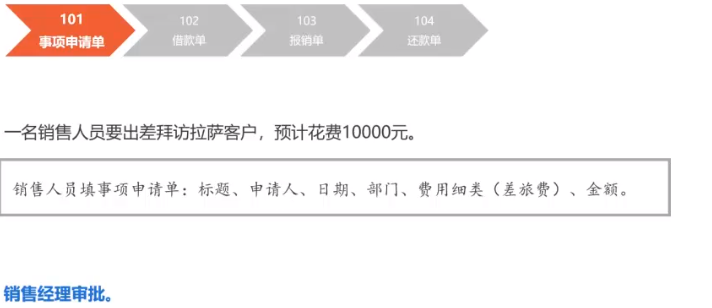 101 102 103 104
事项申请单 借款单 报销单 还款单
一名销售人员要出差拜访拉萨客户，预计花费10000元。
销售人员填事项申请单：标题、申请人、日期、部门、费用细类（差旅费）、金额。
销售经理审批。